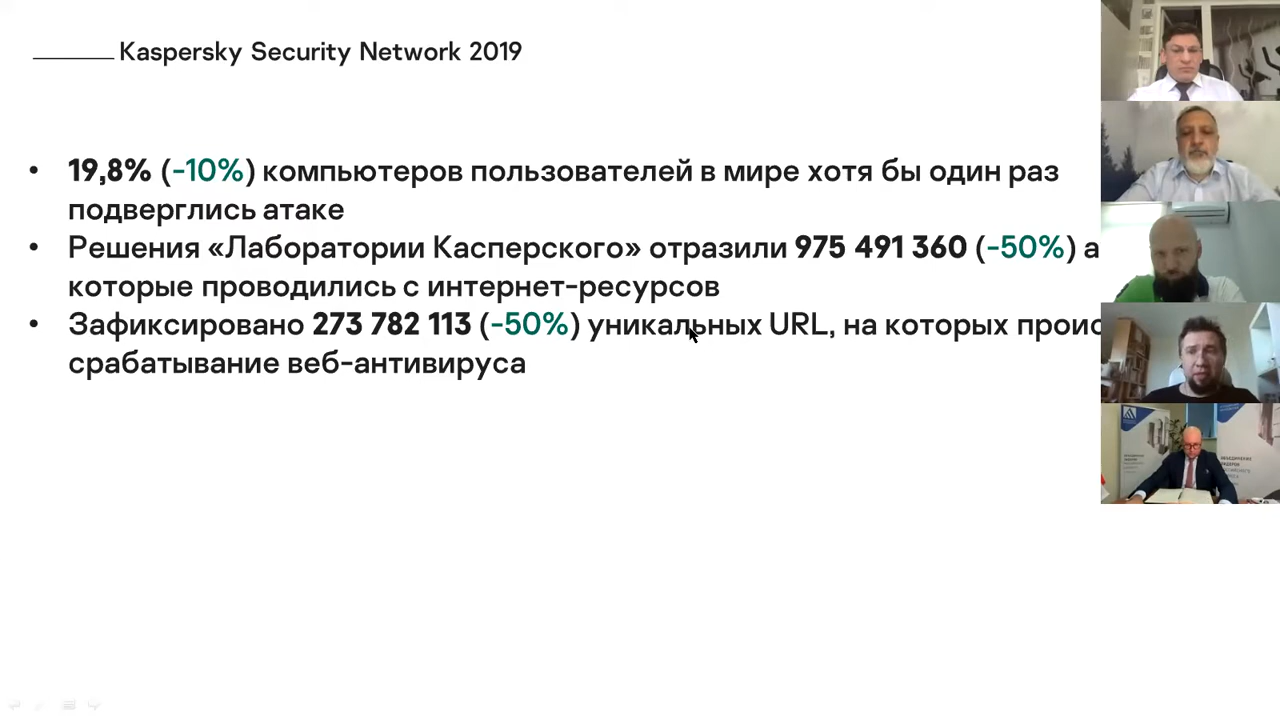 Kaspersky Security Network 2019
• 19,8% (-10%) компьютеров пользователей в мире хотя бы один раз
подверглись атаке
• Решения «Лаборатории Касперского» отразили 975 491 360 (-50%) а
которые проводились с интернет-ресурсов
• Зафиксировано 273 782 113 (-50%) уникальных URL, на которых проис
срабатывание веб-антивируса